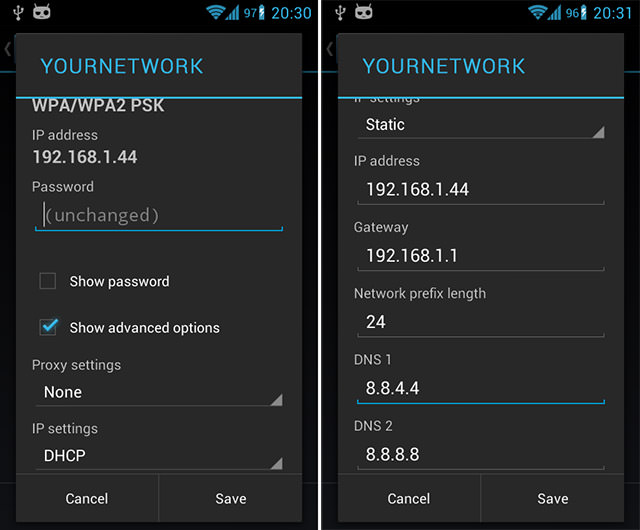 97 20:30
YOURNETWORK
WPA/WPA2 PSK
IP address
192.168.1.44
Password
(unchanged)
Show password
Show advanced options
Proxy settings
None
IP settings
DHCP
Cancel Save
96 20:31
YOURNETWORK
IP settings
Static
IP address
192.168.1.44
Gateway
192.168.1.1
Network prefix length
24
DNS 1
8.8.4.4
DNS 2
8.8.8.8
Cancel Save